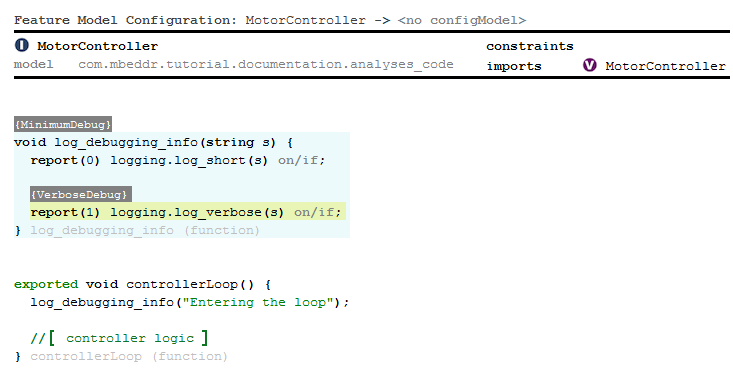 Feature Model Configuration: MotorController -> <no configModel>
I MotorController constraints
model com.mbeddr.tutorial.documentation.analyses_code imports V MotorController
{MinimumDebug}
void log_debugging_info(string s) {
report(0) logging.log_short(s) on/if;
{VerboseDebug}
report(1) logging.log_verbose(s) on/if;
} log_debugging_info (function)
exported void controllerLoop() {
log_debugging_info("Entering the loop");
//[ controller logic ]
} controllerLoop (function)